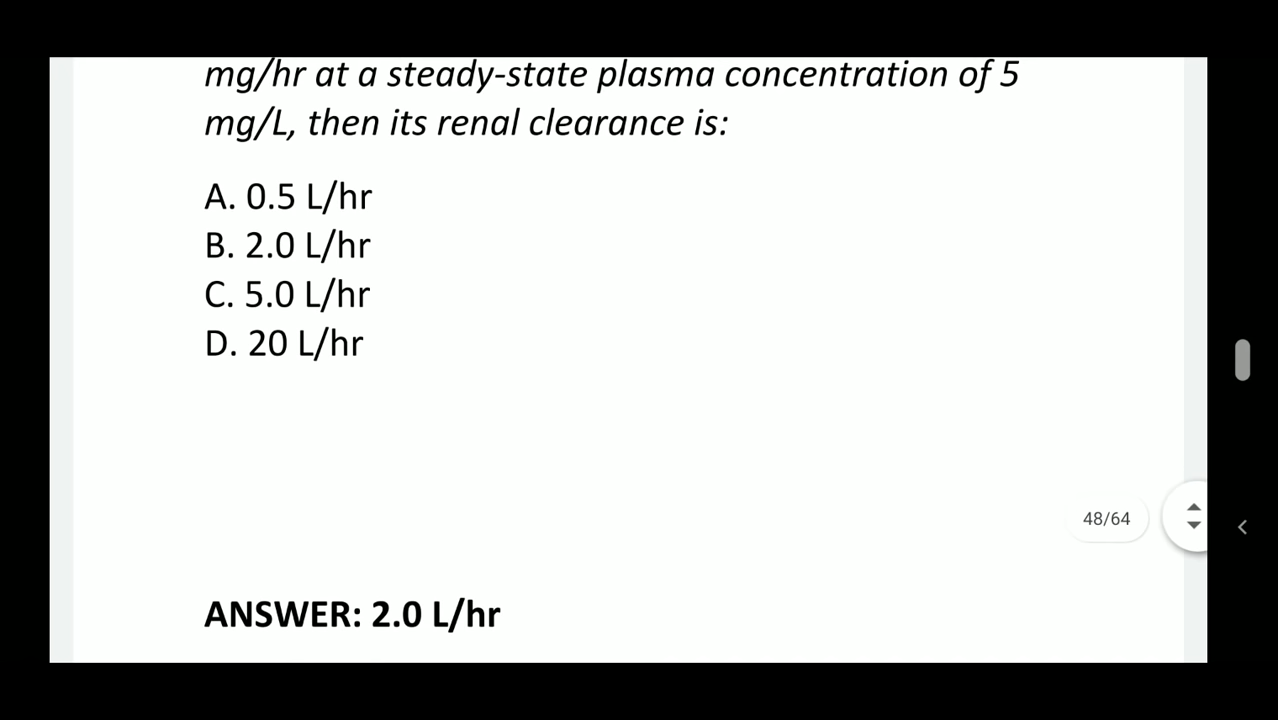 mg/hr at a steady-state plasma concentration of 5
mg/L, then its renal clearance is:
A. 0.5 L/hr
B. 2.0 L/hr
C. 5.0 L/hr
D. 20 L/hr
48/64
ANSWER: 2.0 L/hr